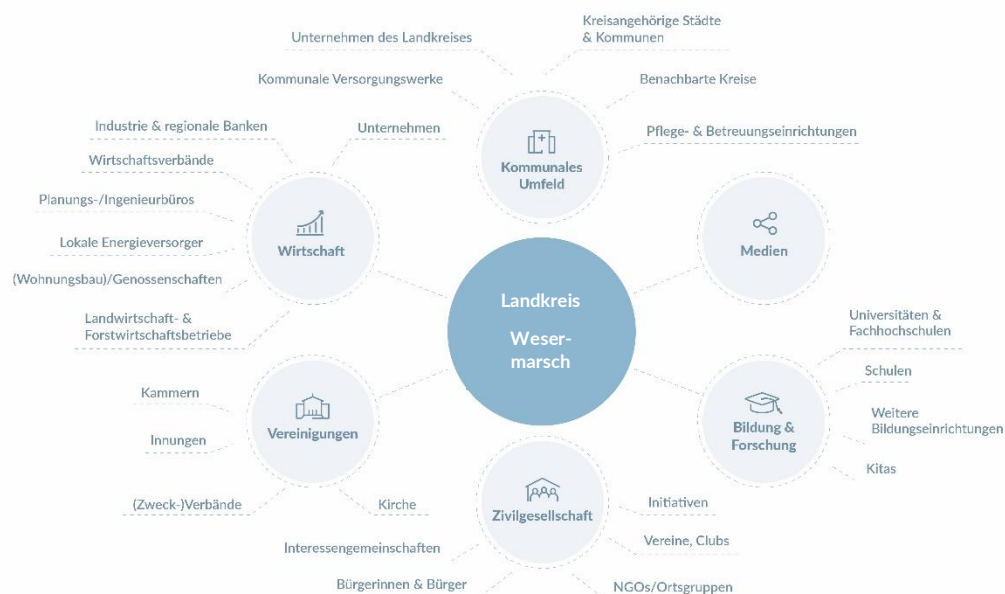 Kreisangehörige Städte
& Kommunen
Unternehmen des Landkreises
Kommunale Versorgungswerke
Benachbarte Kreise
Industrie & regionale Banken
Unternehmen
Pflege- & Betreuungseinrichtungen
Wirtschaftsverbände
Kommunales
Umfeld
Planungs-/Ingenieurbüros
Lokale Energieversorger
Wirtschaft
Medien
(Wohnungsbau)/Genossenschaften
Landkreis
Weser-
marsch
Landwirtschaft- &
Forstwirtschaftsbetriebe
Universitäten &
Fachhochschulen
Schulen
Kammern
Vereinigungen
Bildung &
Forschung
Weitere
Bildungseinrichtungen
Innungen
Kitas
(Zweck-)Verbände
Kirche
Zivilgesellschaft
Initiativen
Interessengemeinschaften
Vereine, Clubs
Bürgerinnen & Bürger
NGOs/Ortsgruppen